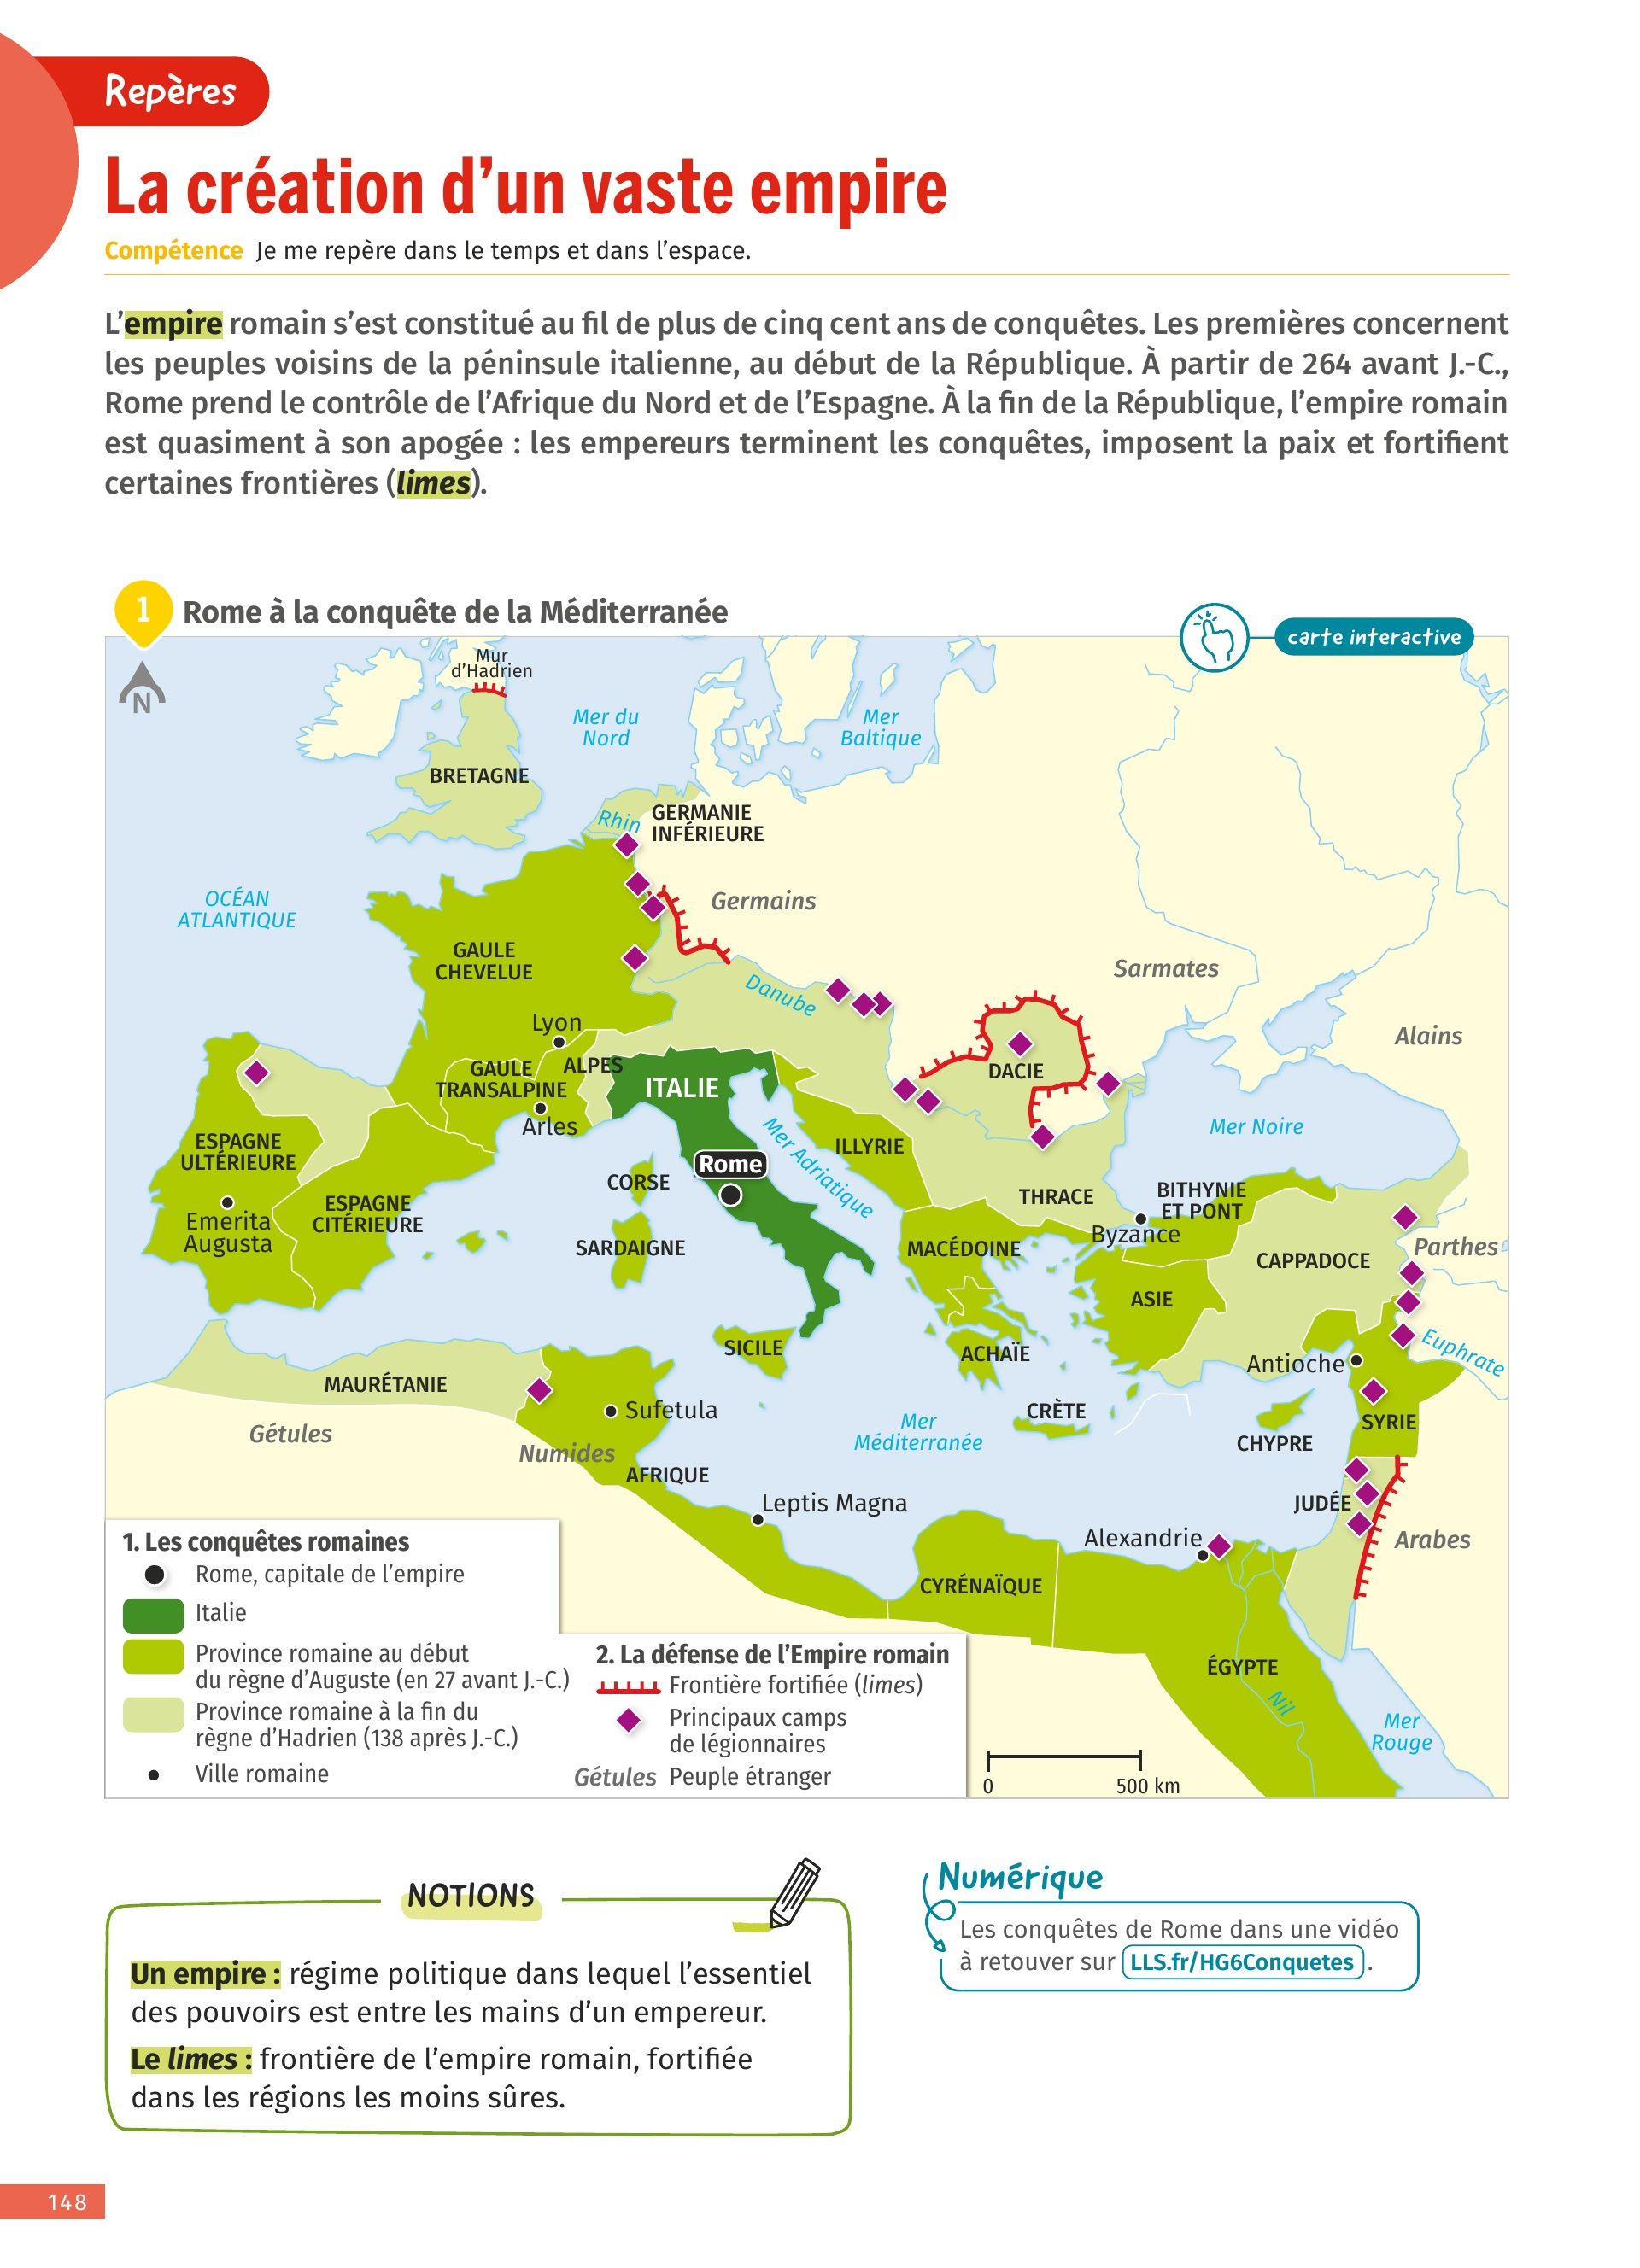 Repères
La création d’un vaste empire
Compétence Je me repère dans le temps et dans l’espace.
L’empire romain s’est constitué au fil de plus de cinq cent ans de conquêtes. Les premières concernent
les peuples voisins de la péninsule italienne, au début de la République. À partir de 264 avant J.-C.,
Rome prend le contrôle de l’Afrique du Nord et de l’Espagne. À la fin de la République, l’empire romain
est quasiment à son apogée : les empereurs terminent les conquêtes, imposent la paix et fortifient
certaines frontières (limes).
1 Rome à la conquête de la Méditerranée
carte interactive
N
Mur
d’Hadrien
Mer du
Nord
Mer
Baltique
BRETAGNE
Rhin
GERMANIE
INFÉRIEURE
OCÉAN
ATLANTIQUE
Germains
GAULE
CHEVELUE
Danube
Sarmates
Alains
Lyon
GAULE
TRANSALPINE
ALPES
ITALIE
DACIE
Arles
Mer Adriatique
ILLYRIE
Mer Noire
ESPAGNE
ULTÉRIEURE
Rome
CORSE
ESPAGNE
CITÉRIEURE
THRACE
BITHYNIE
ET PONT
Emerita
Augusta
SARDAIGNE
MACÉDOINE
Byzance
CAPPADOCE
Parthes
ASIE
SICILE
ACHAÏE
Antioche
Euphrate
MAURÉTANIE
Sufetula
CRÈTE
SYRIE
Gétules
Numides
Mer
Méditerranée
CHYPRE
AFRIQUE
Leptis Magna
JUDÉE
Alexandrie
Arabes
CYRÉNAÏQUE
ÉGYPTE
Nil
Mer
Rouge
1. Les conquêtes romaines
Rome, capitale de l’empire
Italie
Province romaine au début
du règne d’Auguste (en 27 avant J.-C.)
Province romaine à la fin du
règne d’Hadrien (138 après J.-C.)
Ville romaine
2. La défense de l’Empire romain
Frontière fortifiée (limes)
Principaux camps
de légionnaires
Gétules Peuple étranger
0 500 km
NOTIONS
Un empire : régime politique dans lequel l’essentiel
des pouvoirs est entre les mains d’un empereur.
Le limes : frontière de l’empire romain, fortifiée
dans les régions les moins sûres.
Numérique
Les conquêtes de Rome dans une vidéo
à retouver sur LLS.fr/HG6Conquetes .
148